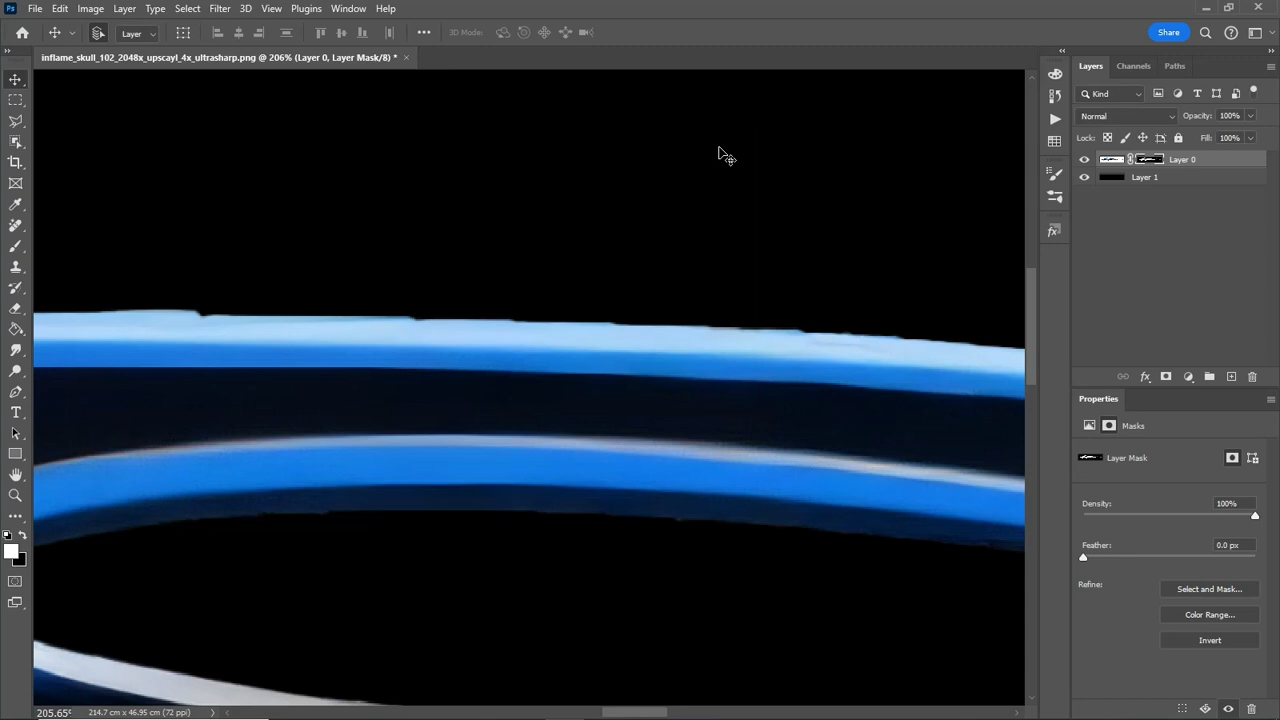 Ps File Edit Image Layer Type Select Filter 3D View Plugins Window Help
Layer 3D Mode: Share
inflame_skull_102_2048x_upscayl_4x_ultrasharp.png @ 206% (Layer 0, Layer Mask/8) *
Layers Channels Paths
Kind
Normal Opacity: 100%
Lock: Fill: 100%
Layer 0
Layer 1
fx
fx
Properties
Masks
Layer Mask
Density: 100%
Feather: 0.0 px
Refine: Select and Mask...
Color Range...
Invert
205.65% 214.7 cm x 46.95 cm (72 ppi)